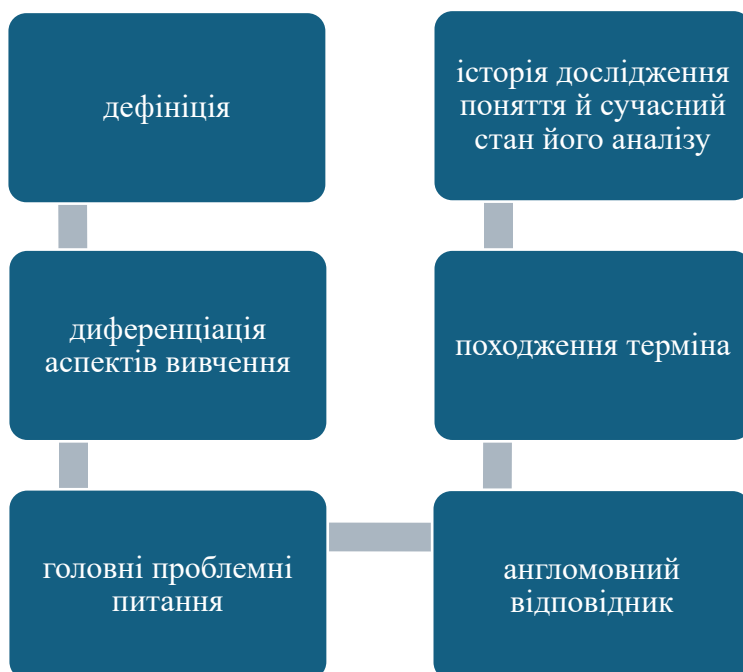 дефініція
диференціація
аспектів вивчення
головні проблемні
питання
англомовний
відповідник
походження терміна
історія дослідження
поняття й сучасний
стан його аналізу